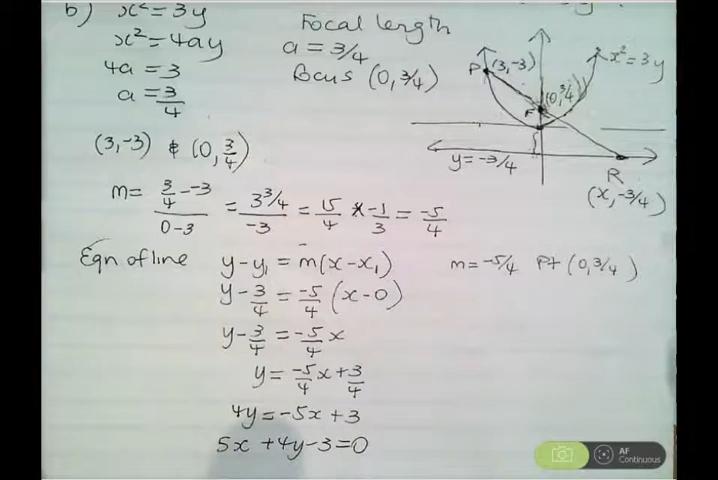 b) x² = 3y
x² = 4ay
4a = 3
a = 3/4
Focal length
a = 3/4
Focus (0, 3/4)
P (3, -3)
x² = 3y
(0, 3/4)
F
y = -3/4
R
(x, -3/4)
(3, -3) & (0, 3/4)
m = (3/4 - -3)/(0 - 3) = (3 3/4)/(-3) = 15/4 × -1/3 = -5/4
Eqn of line y - y₁ = m(x - x₁) m = -5/4 Pt (0, 3/4)
y - 3/4 = -5/4 (x - 0)
y - 3/4 = -5/4 x
y = -5/4 x + 3/4
4y = -5x + 3
5x + 4y - 3 = 0
AF
Continuous